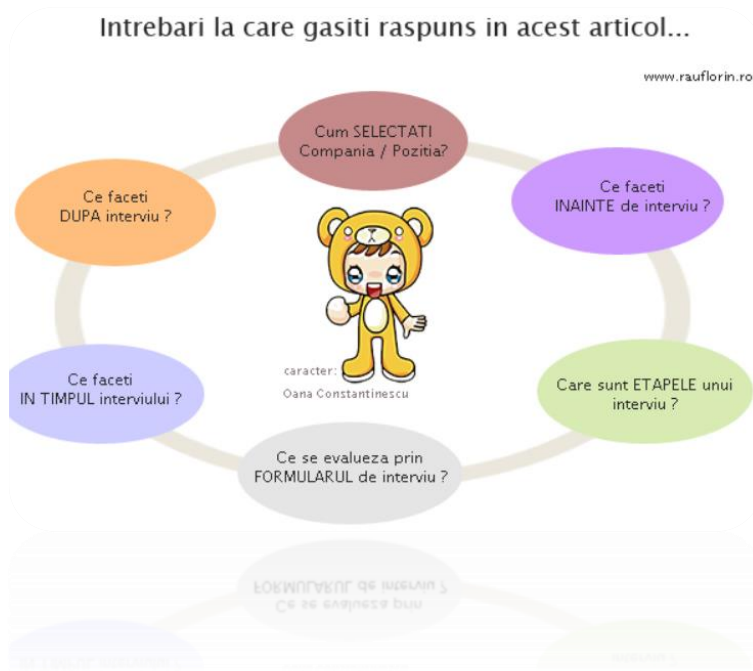 Intrebari la care gasiti raspuns in acest articol...
www.rauflorin.ro
Cum SELECTATI
Compania / Pozitia?
Ce faceti
INAINTE de interviu ?
Care sunt ETAPELE unui
interviu ?
Ce se evalueza prin
FORMULARUL de interviu ?
Ce faceti
IN TIMPUL interviului ?
Ce faceti
DUPA interviu ?
caracter:
Oana Constantinescu